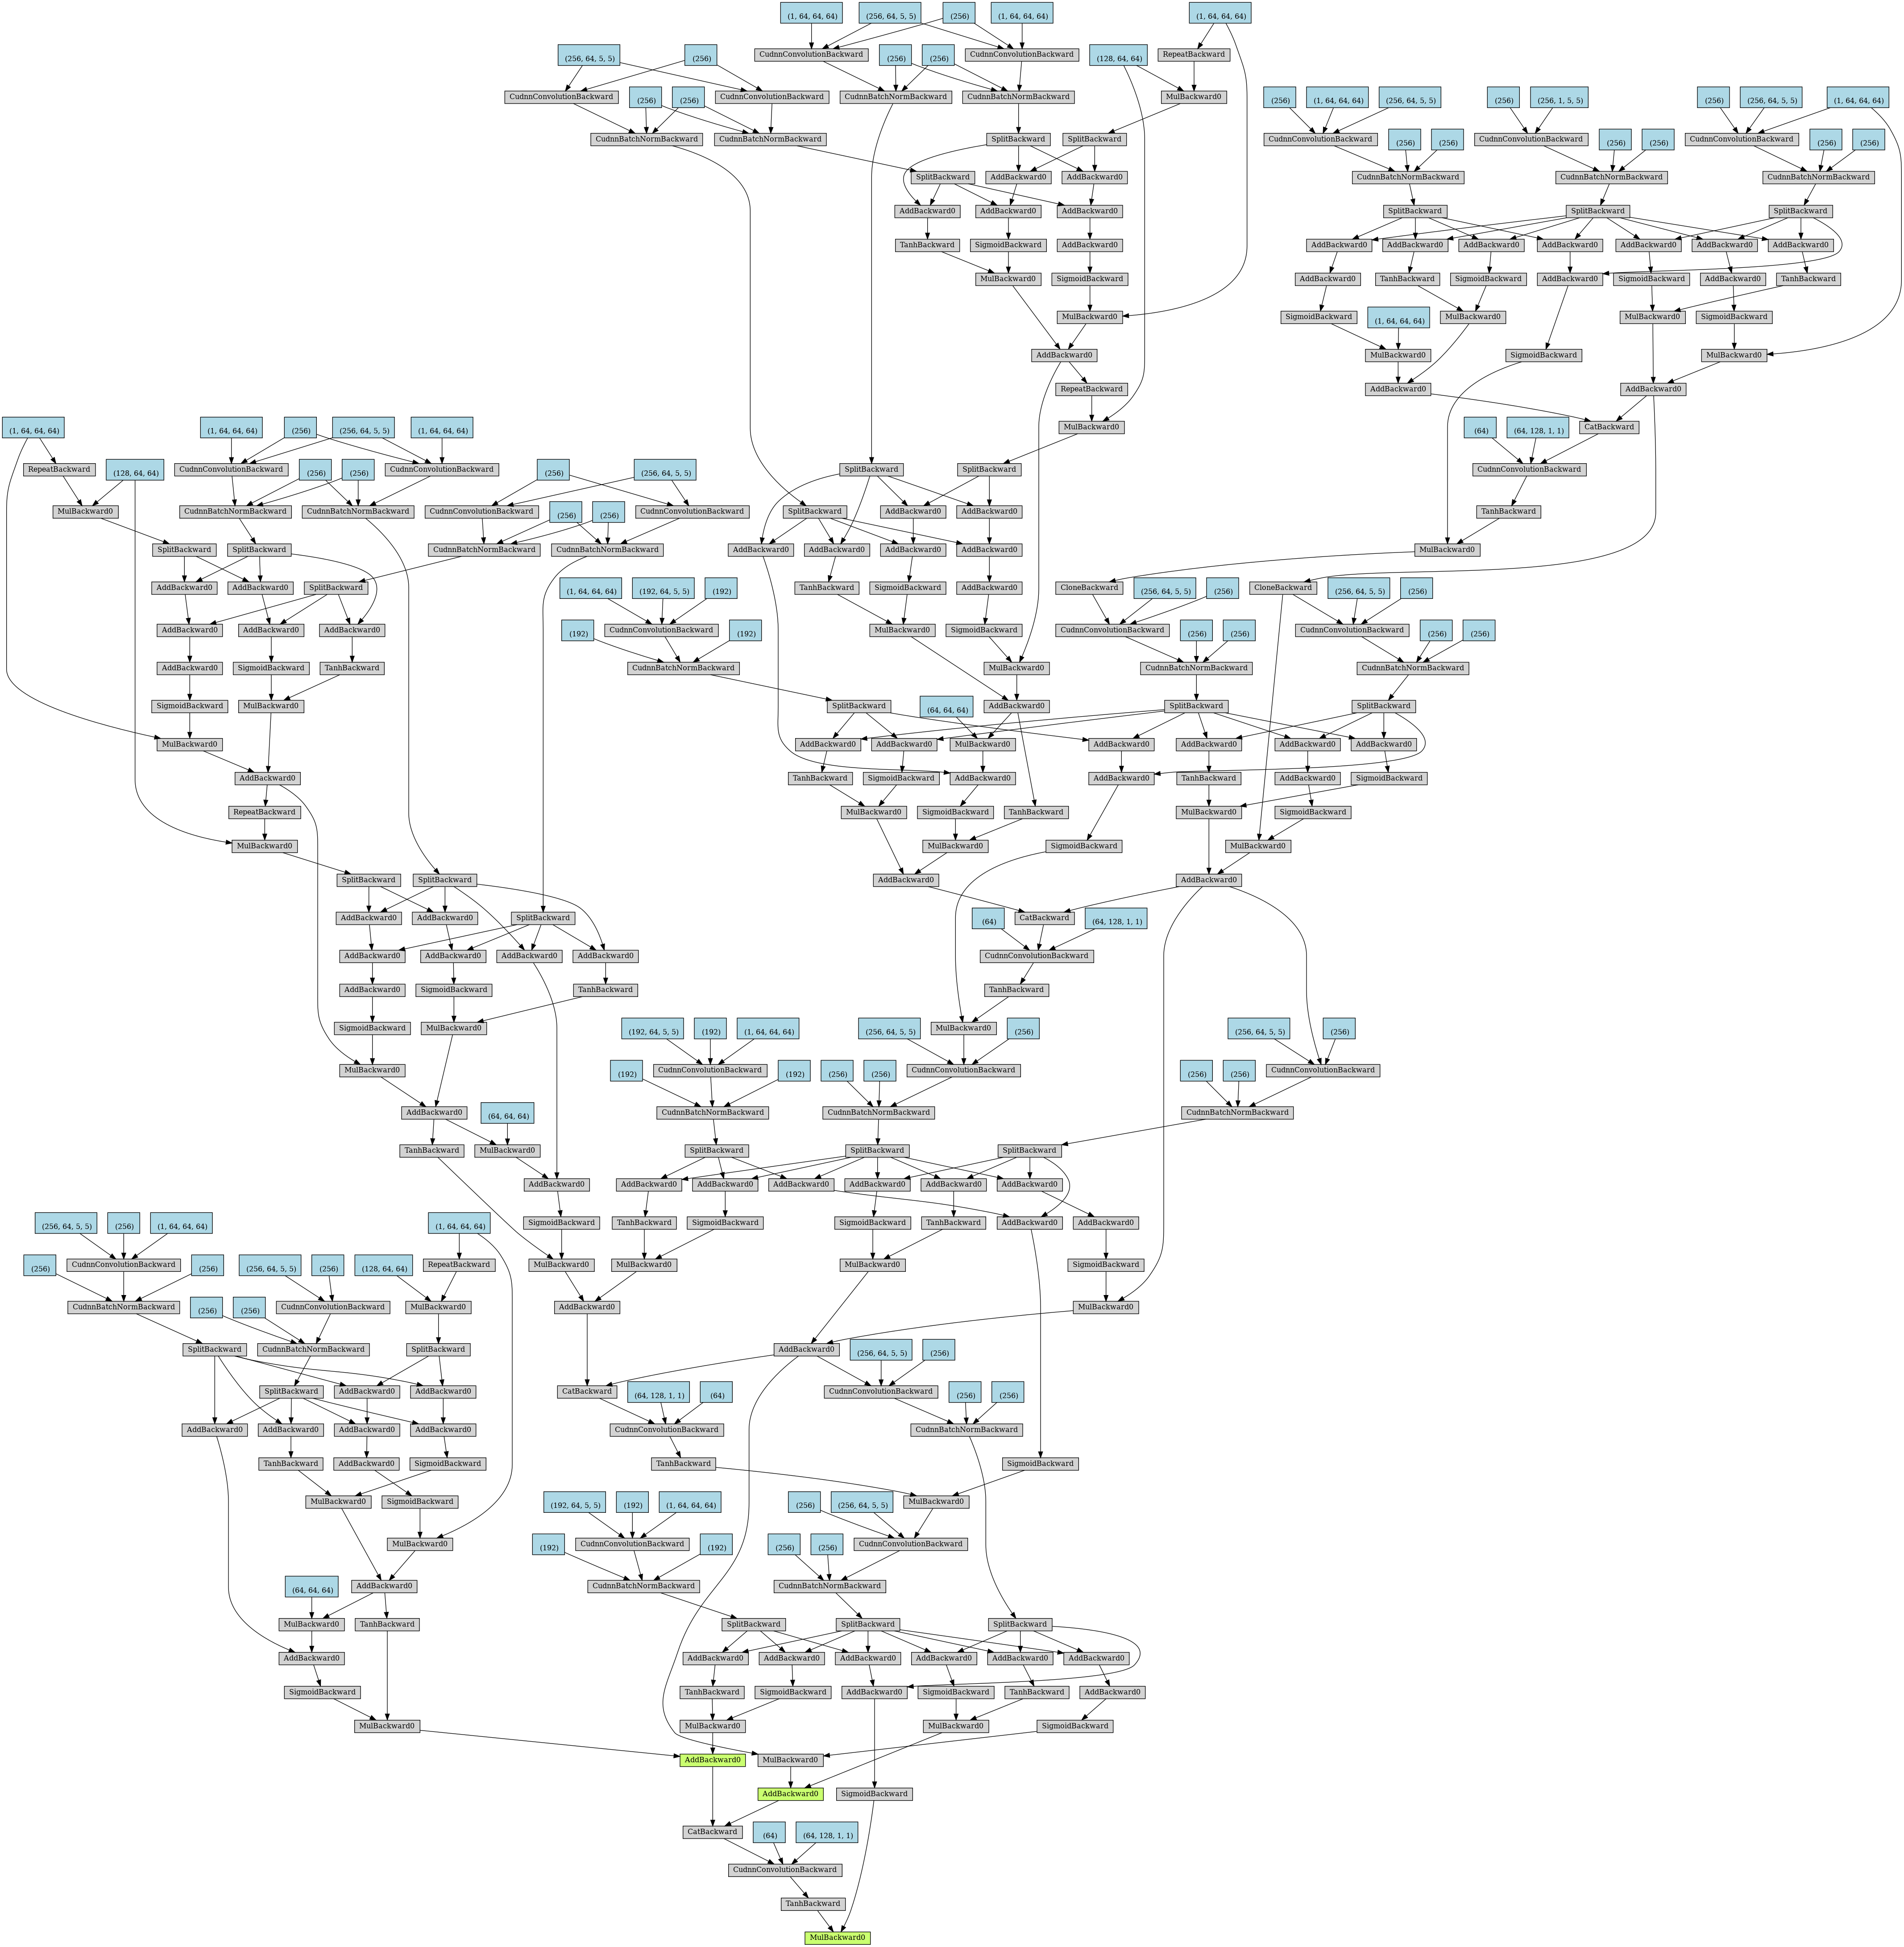 (1, 64, 64, 64) (256, 64, 5, 5) (256) (1, 64, 64, 64) (1, 64, 64, 64)
(256, 64, 5, 5) (256) CudnnConvolutionBackward (256) (256) CudnnConvolutionBackward (128, 64, 64) RepeatBackward
CudnnConvolutionBackward (256) (256) CudnnConvolutionBackward CudnnBatchNormBackward CudnnBatchNormBackward MulBackward0 (256) (1, 64, 64, 64) (256, 64, 5, 5) (256) (256, 1, 5, 5) (256) (256, 64, 5, 5) (1, 64, 64, 64)
CudnnBatchNormBackward CudnnBatchNormBackward SplitBackward SplitBackward CudnnConvolutionBackward (256) (256) CudnnConvolutionBackward (256) (256) CudnnConvolutionBackward (256) (256)
SplitBackward AddBackward0 AddBackward0 CudnnBatchNormBackward CudnnBatchNormBackward CudnnBatchNormBackward
AddBackward0 AddBackward0 AddBackward0 SplitBackward SplitBackward SplitBackward
TanhBackward SigmoidBackward AddBackward0 AddBackward0 AddBackward0 AddBackward0 AddBackward0 AddBackward0 AddBackward0 AddBackward0
MulBackward0 SigmoidBackward AddBackward0 TanhBackward SigmoidBackward AddBackward0 SigmoidBackward AddBackward0 TanhBackward
MulBackward0 SigmoidBackward (1, 64, 64, 64) MulBackward0 MulBackward0 SigmoidBackward
AddBackward0 MulBackward0 SigmoidBackward MulBackward0
RepeatBackward AddBackward0 AddBackward0
(1, 64, 64, 64) (1, 64, 64, 64) (256) (256, 64, 5, 5) (1, 64, 64, 64) MulBackward0 (64) (64, 128, 1, 1) CatBackward
RepeatBackward (128, 64, 64) CudnnConvolutionBackward (256) (256) CudnnConvolutionBackward (256) (256, 64, 5, 5) SplitBackward SplitBackward CudnnConvolutionBackward
MulBackward0 CudnnBatchNormBackward CudnnBatchNormBackward CudnnConvolutionBackward (256) (256) CudnnConvolutionBackward SplitBackward AddBackward0 AddBackward0 TanhBackward
SplitBackward SplitBackward CudnnBatchNormBackward CudnnBatchNormBackward AddBackward0 AddBackward0 AddBackward0 AddBackward0 MulBackward0
AddBackward0 AddBackward0 SplitBackward (1, 64, 64, 64) (192, 64, 5, 5) (192) TanhBackward SigmoidBackward AddBackward0 CloneBackward (256, 64, 5, 5) (256) CloneBackward (256, 64, 5, 5) (256)
AddBackward0 AddBackward0 AddBackward0 (192) CudnnConvolutionBackward (192) MulBackward0 SigmoidBackward CudnnConvolutionBackward (256) (256) CudnnConvolutionBackward (256) (256)
AddBackward0 SigmoidBackward TanhBackward CudnnBatchNormBackward MulBackward0 CudnnBatchNormBackward CudnnBatchNormBackward
SigmoidBackward MulBackward0 SplitBackward (64, 64, 64) AddBackward0 SplitBackward SplitBackward
MulBackward0 AddBackward0 AddBackward0 MulBackward0 AddBackward0 AddBackward0 AddBackward0 AddBackward0
AddBackward0 TanhBackward SigmoidBackward AddBackward0 AddBackward0 TanhBackward AddBackward0 SigmoidBackward
RepeatBackward MulBackward0 SigmoidBackward TanhBackward MulBackward0 SigmoidBackward
MulBackward0 MulBackward0 SigmoidBackward MulBackward0
SplitBackward SplitBackward AddBackward0 AddBackward0
AddBackward0 AddBackward0 SplitBackward (64) CatBackward (64, 128, 1, 1)
AddBackward0 AddBackward0 AddBackward0 AddBackward0 CudnnConvolutionBackward
AddBackward0 SigmoidBackward TanhBackward TanhBackward
SigmoidBackward MulBackward0 (192, 64, 5, 5) (192) (1, 64, 64, 64) (256, 64, 5, 5) MulBackward0 (256) (256, 64, 5, 5) (256)
MulBackward0 (192) CudnnConvolutionBackward (192) (256) (256) CudnnConvolutionBackward (256) (256) CudnnConvolutionBackward
AddBackward0 (64, 64, 64) CudnnBatchNormBackward CudnnBatchNormBackward CudnnBatchNormBackward
TanhBackward MulBackward0 SplitBackward SplitBackward SplitBackward
AddBackward0 AddBackward0 AddBackward0 AddBackward0 AddBackward0 AddBackward0 AddBackward0
(256, 64, 5, 5) (256) (1, 64, 64, 64) (1, 64, 64, 64) SigmoidBackward TanhBackward SigmoidBackward SigmoidBackward TanhBackward AddBackward0 AddBackward0
(256) CudnnConvolutionBackward (256) (256, 64, 5, 5) (256) (128, 64, 64) RepeatBackward MulBackward0 MulBackward0 MulBackward0 SigmoidBackward
CudnnBatchNormBackward (256) (256) CudnnConvolutionBackward MulBackward0 AddBackward0 MulBackward0
SplitBackward CudnnBatchNormBackward SplitBackward AddBackward0 (256, 64, 5, 5) (256)
SplitBackward AddBackward0 AddBackward0 CatBackward (64, 128, 1, 1) (64) CudnnConvolutionBackward (256) (256)
AddBackward0 AddBackward0 AddBackward0 AddBackward0 CudnnConvolutionBackward CudnnBatchNormBackward
TanhBackward AddBackward0 SigmoidBackward TanhBackward SigmoidBackward
MulBackward0 SigmoidBackward (192, 64, 5, 5) (192) (1, 64, 64, 64) (256) (256, 64, 5, 5) MulBackward0
MulBackward0 (192) CudnnConvolutionBackward (192) (256) (256) CudnnConvolutionBackward
(64, 64, 64) AddBackward0 CudnnBatchNormBackward CudnnBatchNormBackward
MulBackward0 TanhBackward SplitBackward SplitBackward SplitBackward
AddBackward0 AddBackward0 AddBackward0 AddBackward0 AddBackward0 AddBackward0 AddBackward0
SigmoidBackward TanhBackward SigmoidBackward AddBackward0 SigmoidBackward TanhBackward AddBackward0
MulBackward0 MulBackward0 MulBackward0 SigmoidBackward
AddBackward0 MulBackward0
AddBackward0 SigmoidBackward
CatBackward (64) (64, 128, 1, 1)
CudnnConvolutionBackward
TanhBackward
MulBackward0